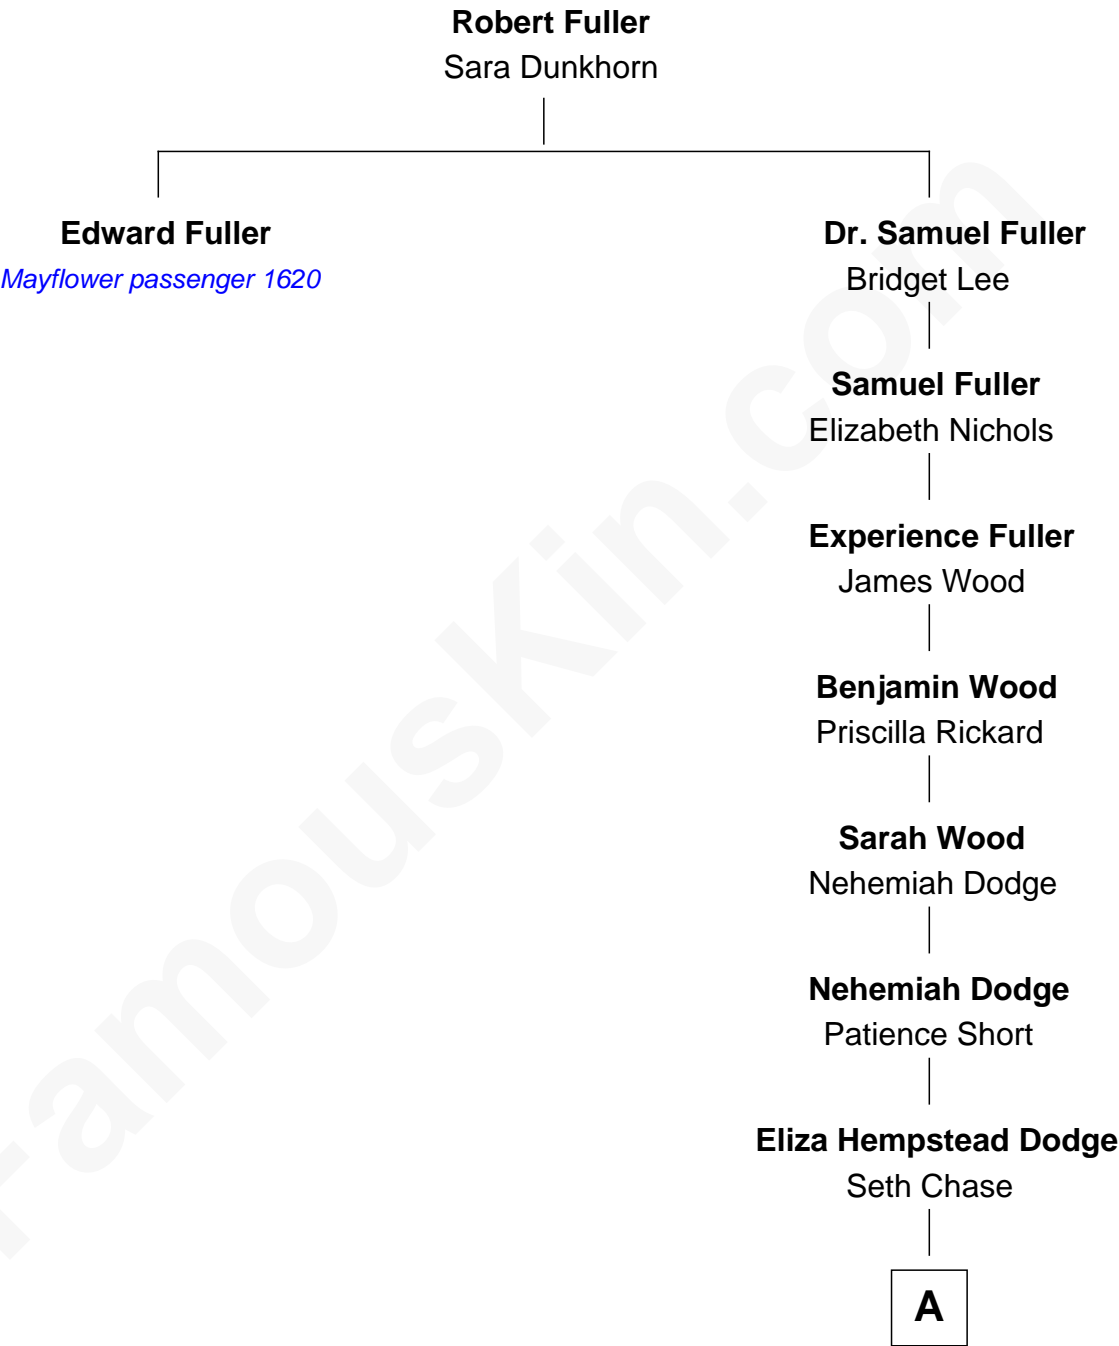 Robert Fuller
Sara Dunkhorn
Edward Fuller
Mayflower passenger 1620
Dr. Samuel Fuller
Bridget Lee
Samuel Fuller
Elizabeth Nichols
Experience Fuller
James Wood
Benjamin Wood
Priscilla Rickard
Sarah Wood
Nehemiah Dodge
Nehemiah Dodge
Patience Short
Eliza Hempstead Dodge
Seth Chase
A
FamousKin.com